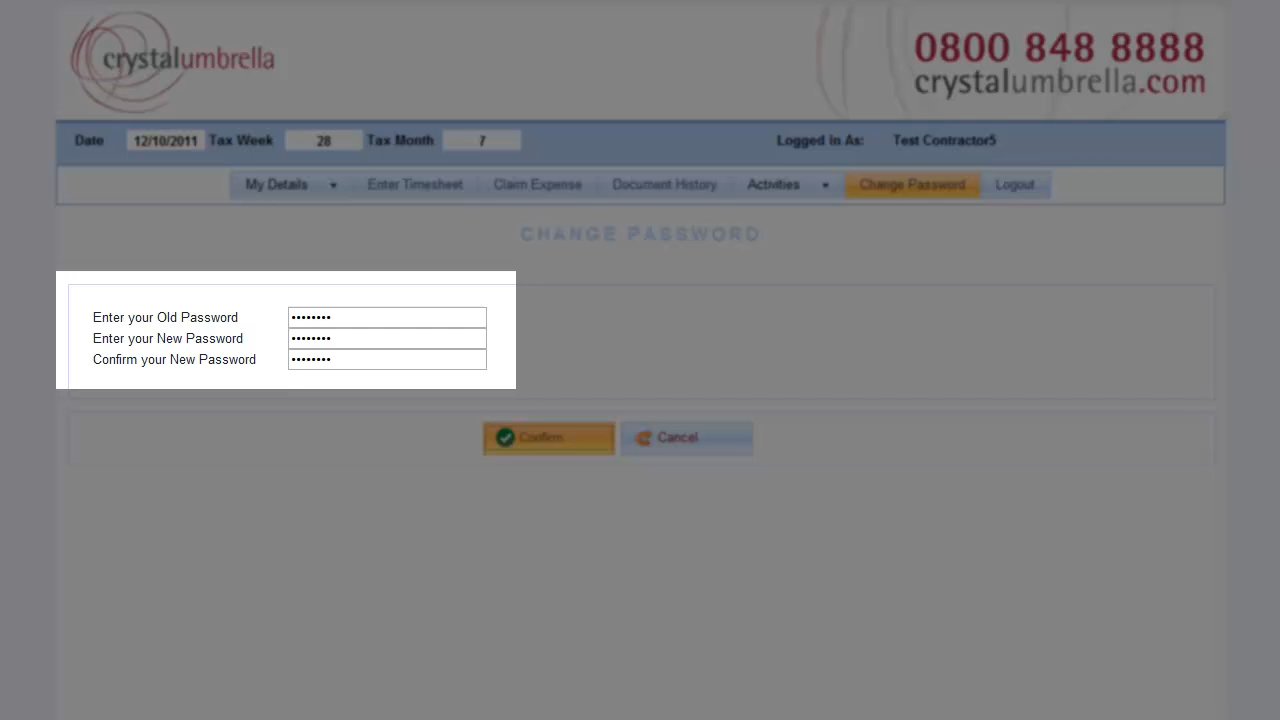 crystalumbrella
0800 848 8888
crystalumbrella.com
Date 12/10/2011 Tax Week 28 Tax Month 7 Logged in As: Test Contractor5
My Details Enter Timesheet Claim Expense Document History Activities Change Password Logout
CHANGE PASSWORD
Enter your Old Password ••••••••
Enter your New Password ••••••••
Confirm your New Password ••••••••
Confirm Cancel